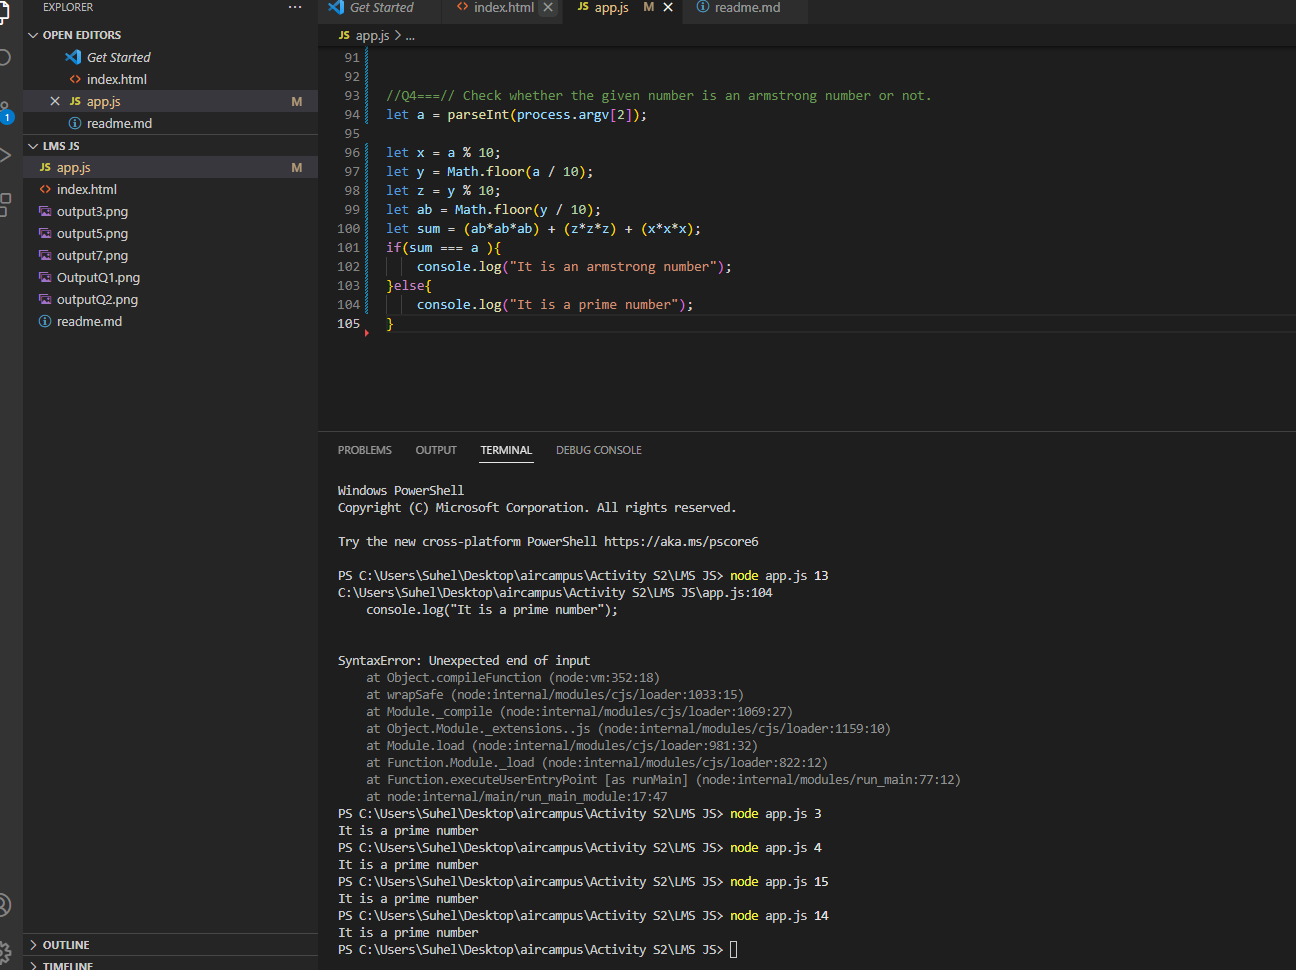 EXPLORER
OPEN EDITORS
Get Started
index.html
JS app.js M
readme.md
LMS JS
JS app.js M
index.html
output3.png
output5.png
output7.png
OutputQ1.png
outputQ2.png
readme.md
OUTLINE
TIMELINE
1
Get Started index.html JS app.js M readme.md
JS app.js > ...
91
92
93 //Q4===// Check whether the given number is an armstrong number or not.
94 let a = parseInt(process.argv[2]);
95
96 let x = a % 10;
97 let y = Math.floor(a / 10);
98 let z = y % 10;
99 let ab = Math.floor(y / 10);
100 let sum = (ab*ab*ab) + (z*z*z) + (x*x*x);
101 if(sum === a ){
102 console.log("It is an armstrong number");
103 }else{
104 console.log("It is a prime number");
105 }
PROBLEMS OUTPUT TERMINAL DEBUG CONSOLE
Windows PowerShell
Copyright (C) Microsoft Corporation. All rights reserved.
Try the new cross-platform PowerShell https://aka.ms/pscore6
PS C:\Users\Suhel\Desktop\aircampus\Activity S2\LMS JS> node app.js 13
C:\Users\Suhel\Desktop\aircampus\Activity S2\LMS JS\app.js:104
console.log("It is a prime number");
SyntaxError: Unexpected end of input
at Object.compileFunction (node:vm:352:18)
at wrapSafe (node:internal/modules/cjs/loader:1033:15)
at Module._compile (node:internal/modules/cjs/loader:1069:27)
at Object.Module._extensions..js (node:internal/modules/cjs/loader:1159:10)
at Module.load (node:internal/modules/cjs/loader:981:32)
at Function.Module._load (node:internal/modules/cjs/loader:822:12)
at Function.executeUserEntryPoint [as runMain] (node:internal/modules/run_main:77:12)
at node:internal/main/run_main_module:17:47
PS C:\Users\Suhel\Desktop\aircampus\Activity S2\LMS JS> node app.js 3
It is a prime number
PS C:\Users\Suhel\Desktop\aircampus\Activity S2\LMS JS> node app.js 4
It is a prime number
PS C:\Users\Suhel\Desktop\aircampus\Activity S2\LMS JS> node app.js 15
It is a prime number
PS C:\Users\Suhel\Desktop\aircampus\Activity S2\LMS JS> node app.js 14
It is a prime number
PS C:\Users\Suhel\Desktop\aircampus\Activity S2\LMS JS>